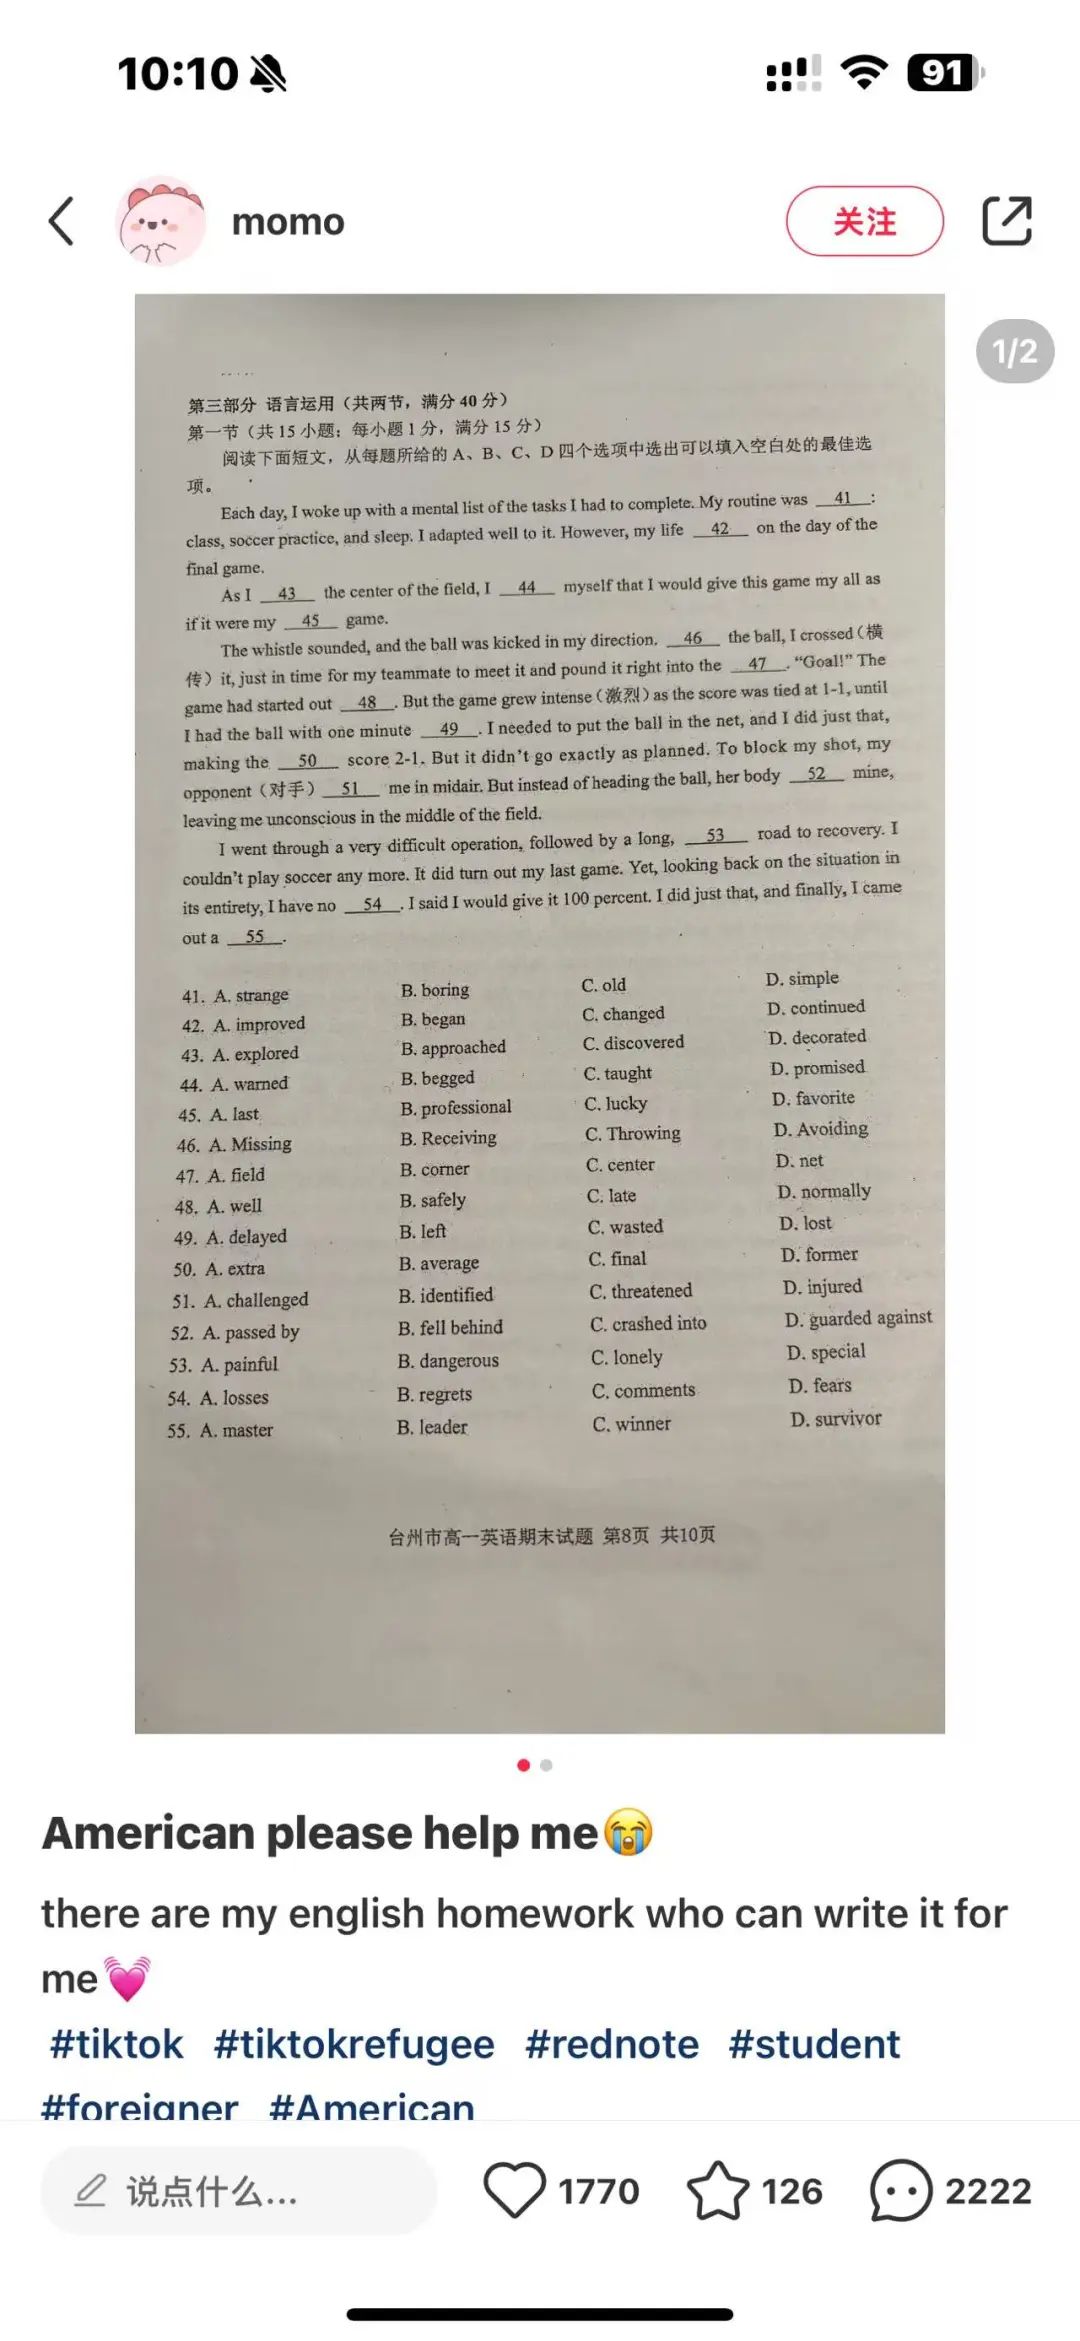 10:10
91
momo
关注
1/2
第三部分 语言运用（共两节，满分 40 分）
第一节（共 15 小题；每小题 1 分，满分 15 分）
阅读下面短文，从每题所给的 A、B、C、D 四个选项中选出可以填入空白处的最佳选
项。
Each day, I woke up with a mental list of the tasks I had to complete. My routine was 41 :
class, soccer practice, and sleep. I adapted well to it. However, my life 42 on the day of the
final game.
As I 43 the center of the field, I 44 myself that I would give this game my all as
if it were my 45 game.
The whistle sounded, and the ball was kicked in my direction. 46 the ball, I crossed（横
传）it, just in time for my teammate to meet it and pound it right into the 47 . “Goal!” The
game had started out 48 . But the game grew intense（激烈）as the score was tied at 1-1, until
I had the ball with one minute 49 . I needed to put the ball in the net, and I did just that,
making the 50 score 2-1. But it didn’t go exactly as planned. To block my shot, my
opponent（对手） 51 me in midair. But instead of heading the ball, her body 52 mine,
leaving me unconscious in the middle of the field.
I went through a very difficult operation, followed by a long, 53 road to recovery. I
couldn’t play soccer any more. It did turn out my last game. Yet, looking back on the situation in
its entirety, I have no 54 . I said I would give it 100 percent. I did just that, and finally, I came
out a 55 .
41. A. strange B. boring C. old D. simple
42. A. improved B. began C. changed D. continued
43. A. explored B. approached C. discovered D. decorated
44. A. warned B. begged C. taught D. promised
45. A. last B. professional C. lucky D. favorite
46. A. Missing B. Receiving C. Throwing D. Avoiding
47. A. field B. corner C. center D. net
48. A. well B. safely C. late D. normally
49. A. delayed B. left C. wasted D. lost
50. A. extra B. average C. final D. former
51. A. challenged B. identified C. threatened D. injured
52. A. passed by B. fell behind C. crashed into D. guarded against
53. A. painful B. dangerous C. lonely D. special
54. A. losses B. regrets C. comments D. fears
55. A. master B. leader C. winner D. survivor
台州市高一英语期末试题 第8页 共10页
American please help me😭
there are my english homework who can write it for
me💓
#tiktok #tiktokrefugee #rednote #student
#foreigner #American
说点什么...
1770
126
2222